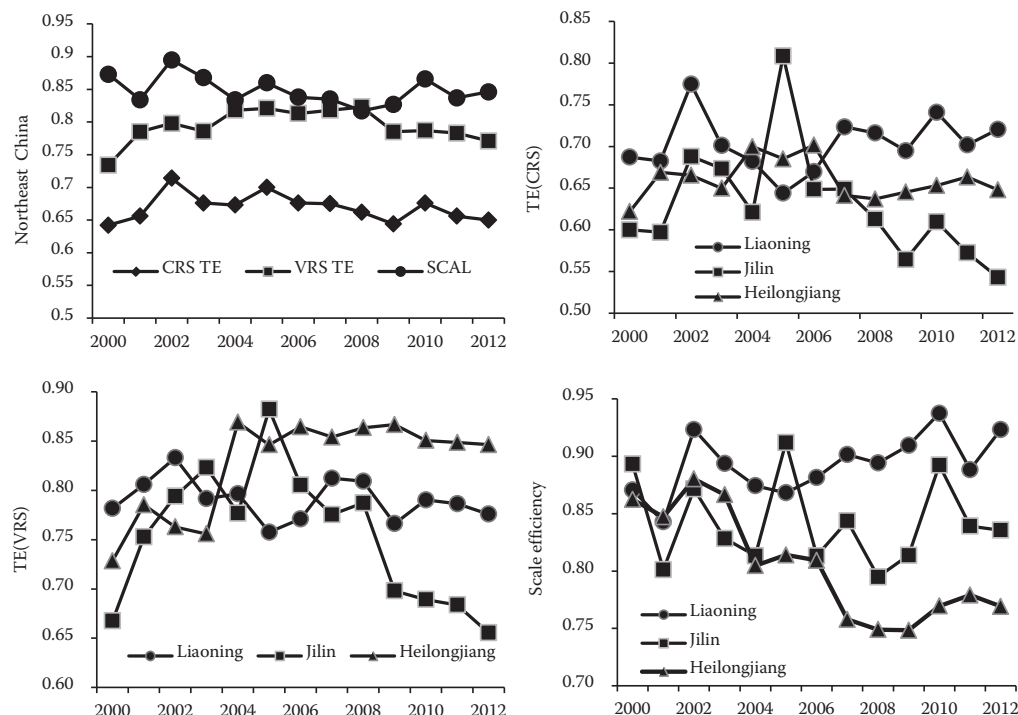 Northeast China
0.95
0.9
0.85
0.8
0.75
0.7
0.65
0.6
0.55
0.5
CRS TE VRS TE SCAL
2000 2002 2004 2006 2008 2010 2012
TE(CRS)
0.85
0.80
0.75
0.70
0.65
0.60
0.55
0.50
Liaoning
Jilin
Heilongjiang
2000 2002 2004 2006 2008 2010 2012
TE(VRS)
0.90
0.85
0.80
0.75
0.70
0.65
0.60
Liaoning Jilin Heilongjiang
2000 2002 2004 2006 2008 2010 2012
Scale efficiency
0.95
0.90
0.85
0.80
0.75
0.70
Liaoning
Jilin
Heilongjiang
2000 2002 2004 2006 2008 2010 2012